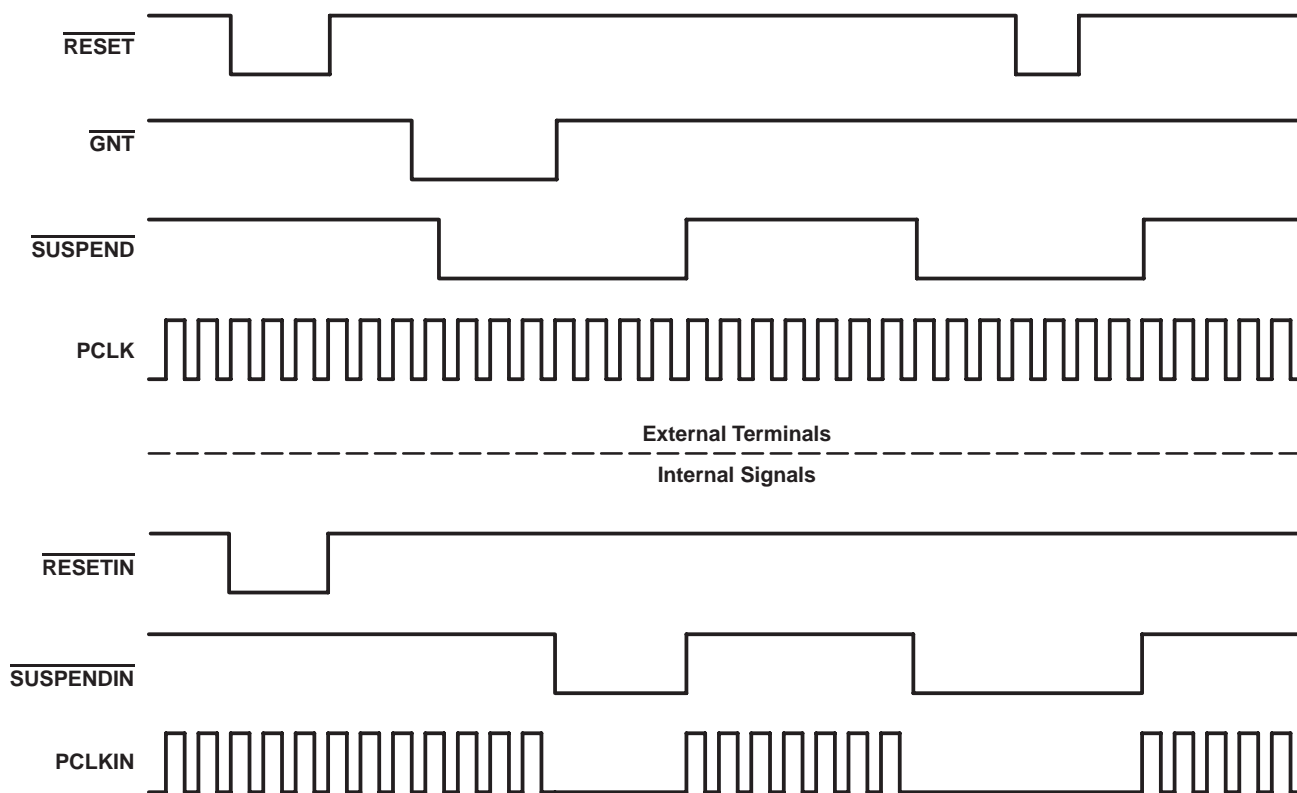 RESET
GNT
SUSPEND
PCLK
External Terminals
Internal Signals
RESETIN
SUSPENDIN
PCLKIN